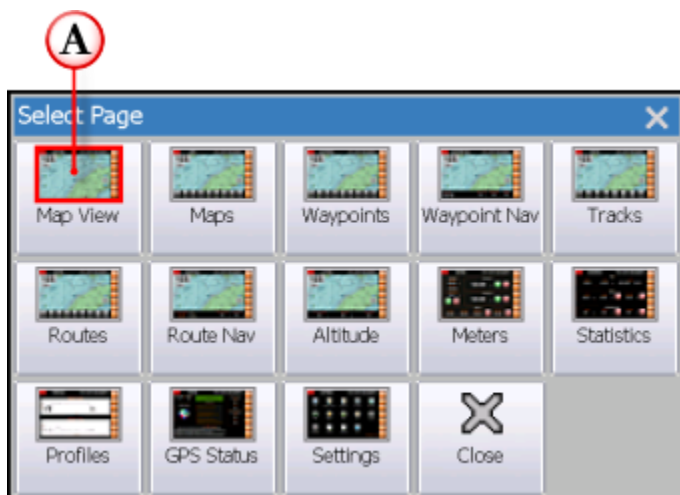 A
Select Page
Map View Maps Waypoints Waypoint Nav Tracks
Routes Route Nav Altitude Meters Statistics
Profiles GPS Status Settings Close